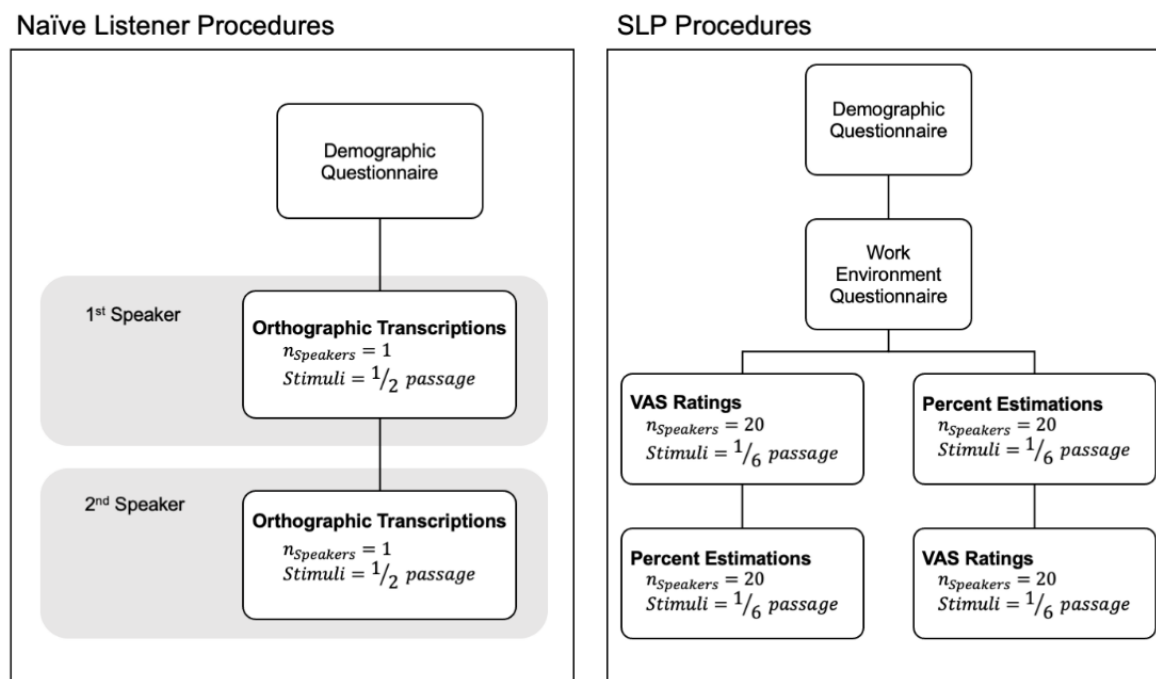 Naïve Listener Procedures
Demographic
Questionnaire
1st Speaker
Orthographic Transcriptions
nSpeakers = 1
Stimuli = 1/2 passage
2nd Speaker
Orthographic Transcriptions
nSpeakers = 1
Stimuli = 1/2 passage
SLP Procedures
Demographic
Questionnaire
Work
Environment
Questionnaire
VAS Ratings
nSpeakers = 20
Stimuli = 1/6 passage
Percent Estimations
nSpeakers = 20
Stimuli = 1/6 passage
Percent Estimations
nSpeakers = 20
Stimuli = 1/6 passage
VAS Ratings
nSpeakers = 20
Stimuli = 1/6 passage